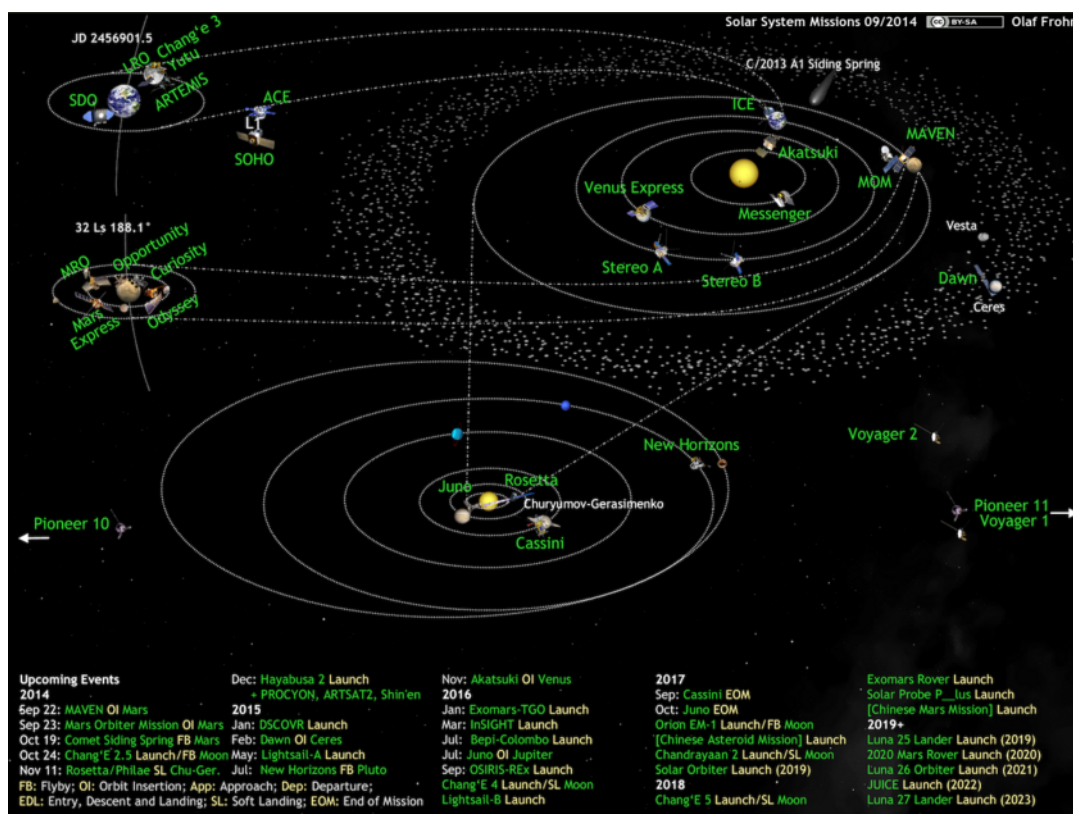 Solar System Missions 09/2014 (cc) BY-SA Olaf Frohn
JD 2456901.5
LRO
Chang'e 3
Yutu
ARTEMIS
SDO
ACE
L1
SOHO
C/2013 A1 Siding Spring
ICE
MAVEN
Akatsuki
MOM
Venus Express
Messenger
Stereo A
Stereo B
Vesta
Dawn
Ceres
32 Ls 188.1°
MRO
Opportunity
Curiosity
Mars
Express
Odyssey
New Horizons
Voyager 2
Juno
Rosetta
Churyumov-Gerasimenko
Cassini
Pioneer 10
Pioneer 11
Voyager 1
Upcoming Events
2014
Sep 22: MAVEN OI Mars
Sep 23: Mars Orbiter Mission OI Mars
Oct 19: Comet Siding Spring FB Mars
Oct 24: Chang'E 2.5 Launch/FB Moon
Nov 11: Rosetta/Philae SL Chu-Ger.
FB: Flyby; OI: Orbit Insertion; App: Approach; Dep: Departure;
EDL: Entry, Descent and Landing; SL: Soft Landing; EOM: End of Mission
Dec: Hayabusa 2 Launch
+ PROCYON, ARTSAT2, Shin'en
2015
Jan: DSCOVR Launch
Feb: Dawn OI Ceres
May: Lightsail-A Launch
Jul: New Horizons FB Pluto
Nov: Akatsuki OI Venus
2016
Jan: Exomars-TGO Launch
Mar: InSIGHT Launch
Jul: Bepi-Colombo Launch
Jul: Juno OI Jupiter
Sep: OSIRIS-REx Launch
Chang'E 4 Launch/SL Moon
Lightsail-B Launch
2017
Sep: Cassini EOM
Oct: Juno EOM
Orion EM-1 Launch/FB Moon
[Chinese Asteroid Mission] Launch
Chandrayaan 2 Launch/SL Moon
Solar Orbiter Launch (2019)
2018
Chang'E 5 Launch/SL Moon
Exomars Rover Launch
Solar Probe P__lus Launch
[Chinese Mars Mission] Launch
2019+
Luna 25 Lander Launch (2019)
2020 Mars Rover Launch (2020)
Luna 26 Orbiter Launch (2021)
JUICE Launch (2022)
Luna 27 Lander Launch (2023)